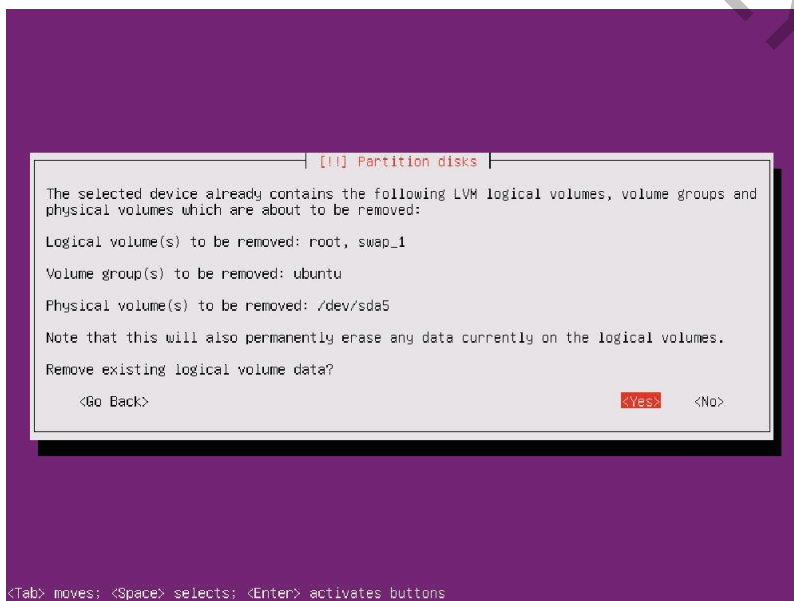 [!!] Partition disks
The selected device already contains the following LVM logical volumes, volume groups and
physical volumes which are about to be removed:
Logical volume(s) to be removed: root, swap_1
Volume group(s) to be removed: ubuntu
Physical volume(s) to be removed: /dev/sda5
Note that this will also permanently erase any data currently on the logical volumes.
Remove existing logical volume data?
<Go Back> <Yes> <No>
<Tab> moves; <Space> selects; <Enter> activates buttons